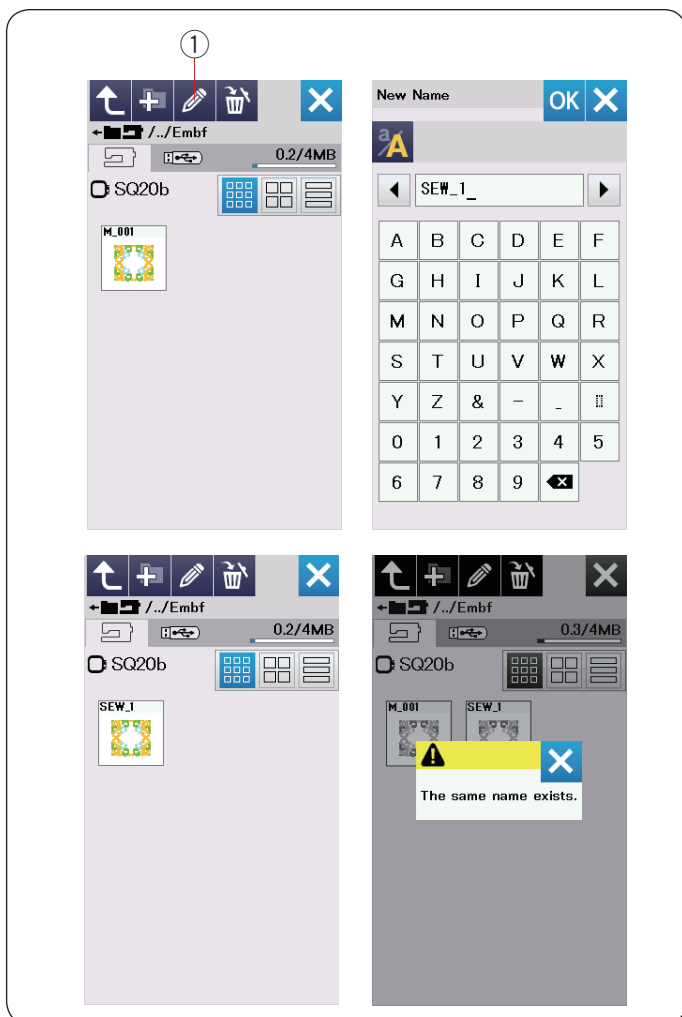 1
/../Embf
0.2/4MB
SQ20b
M_001
New Name
OK
a/A
SEW_1_
A B C D E F
G H I J K L
M N O P Q R
S T U V W X
Y Z & – _
0 1 2 3 4 5
6 7 8 9
/../Embf
0.2/4MB
SQ20b
SEW_1
/../Embf
0.3/4MB
SQ20b
M_001 SEW_1
The same name exists.